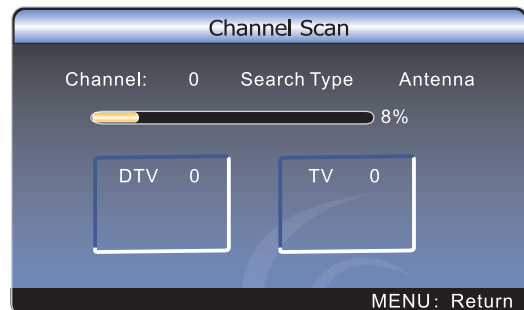 Channel Scan
Channel: 0 Search Type Antenna
8%
DTV 0 TV 0
MENU: Return